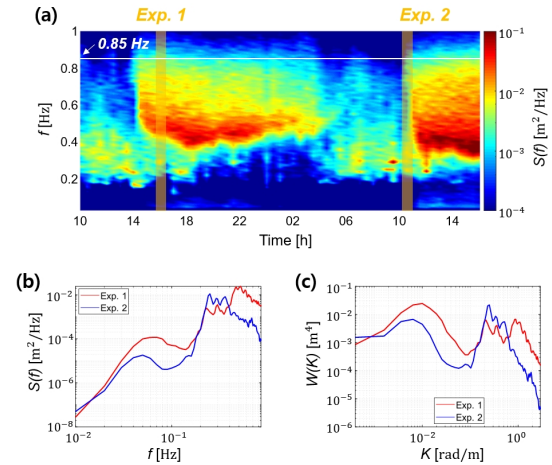 Exp. 1
Exp. 2
(a)
0.85 Hz
f [Hz]
1
0.8
0.6
0.4
0.2
10
14
18
22
02
06
10
14
Time [h]
10⁻¹
10⁻²
10⁻³
10⁻⁴
S(f) [m²/Hz]
(b)
Exp. 1
Exp. 2
S(f) [m²/Hz]
10⁻²
10⁻⁴
10⁻⁶
10⁻²
10⁻¹
f [Hz]
(c)
W(K) [m⁴]
10⁻¹
10⁻²
10⁻³
10⁻⁴
10⁻⁵
10⁻⁶
Exp. 1
Exp. 2
10⁻²
10⁻¹
10⁰
K [rad/m]